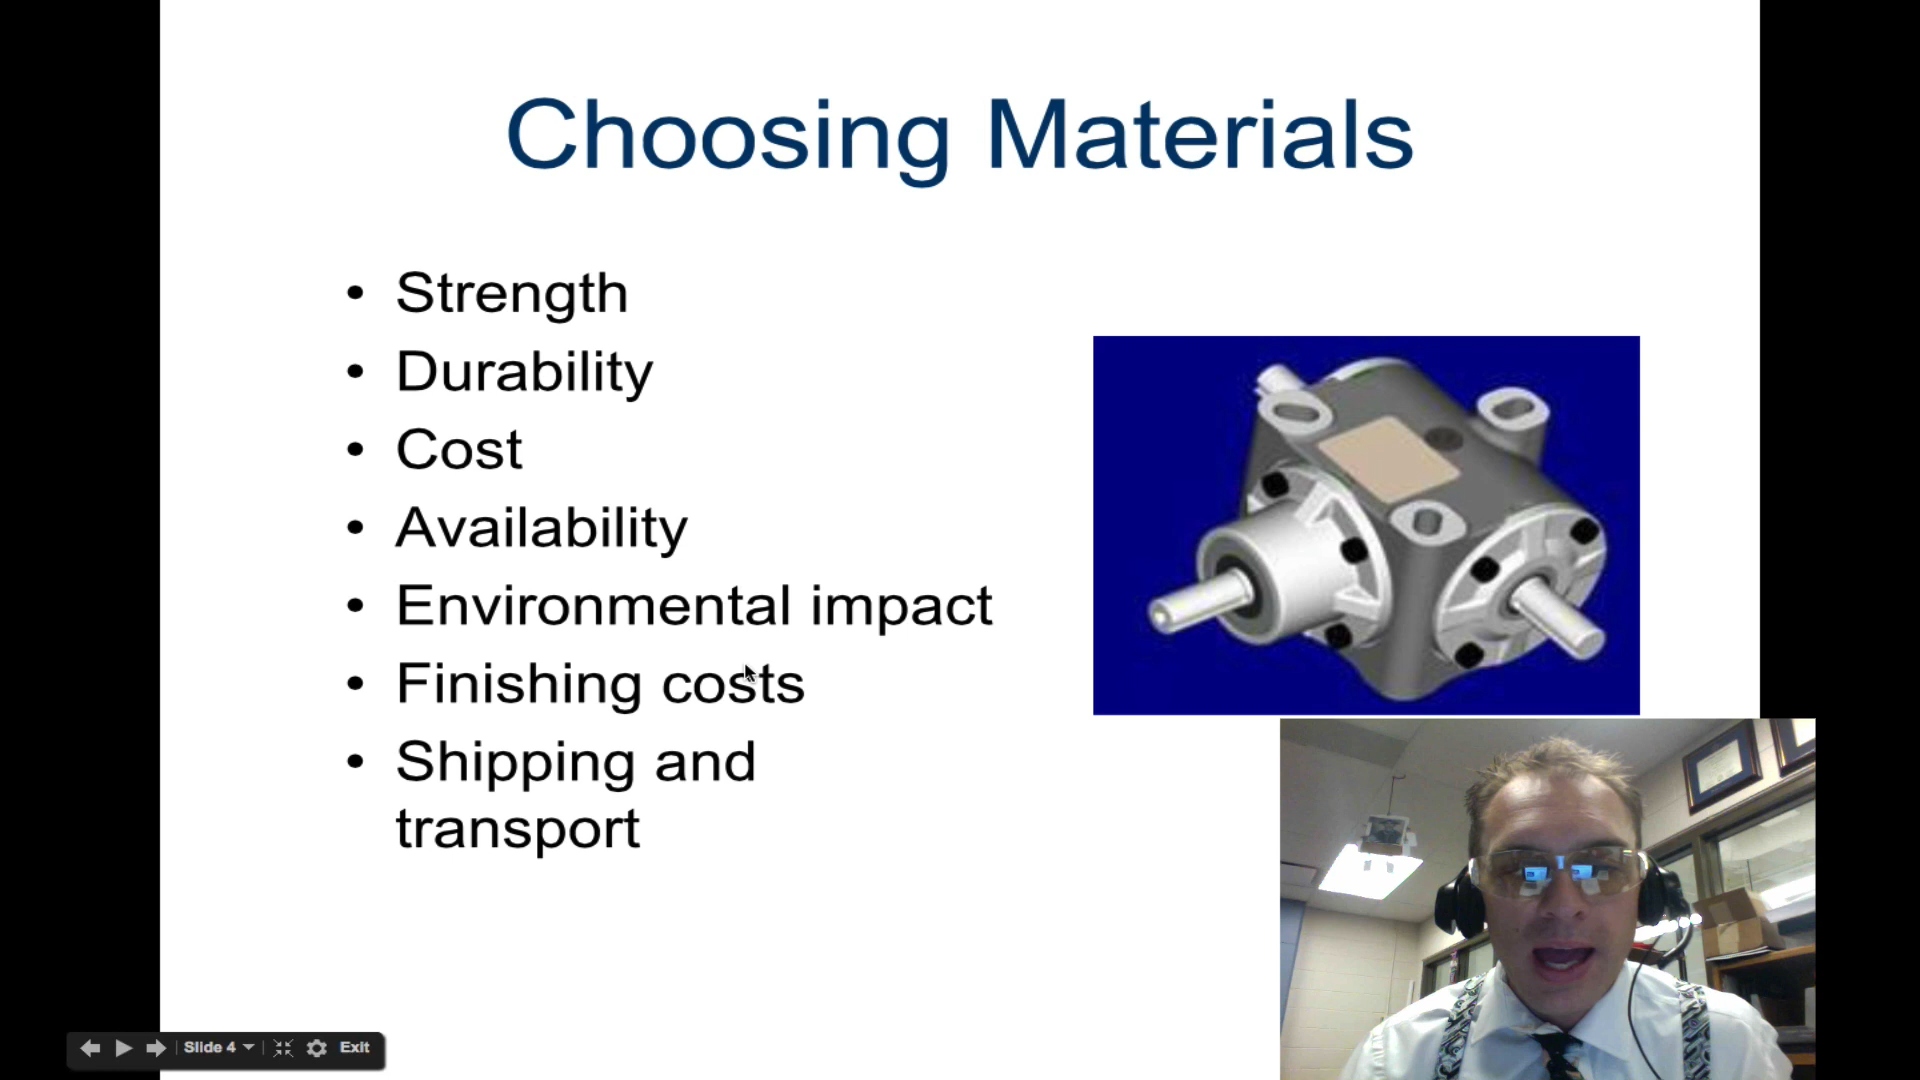 Choosing Materials
• Strength
• Durability
• Cost
• Availability
• Environmental impact
• Finishing costs
• Shipping and
transport
Slide 4
Exit